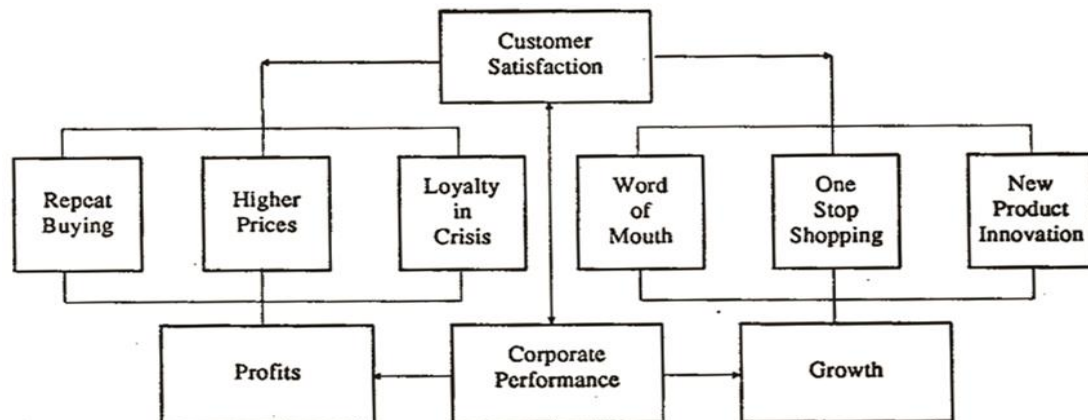 Customer
Satisfaction
Repeat
Buying
Higher
Prices
Loyalty
in
Crisis
Word
of
Mouth
One
Stop
Shopping
New
Product
Innovation
Profits
Corporate
Performance
Growth